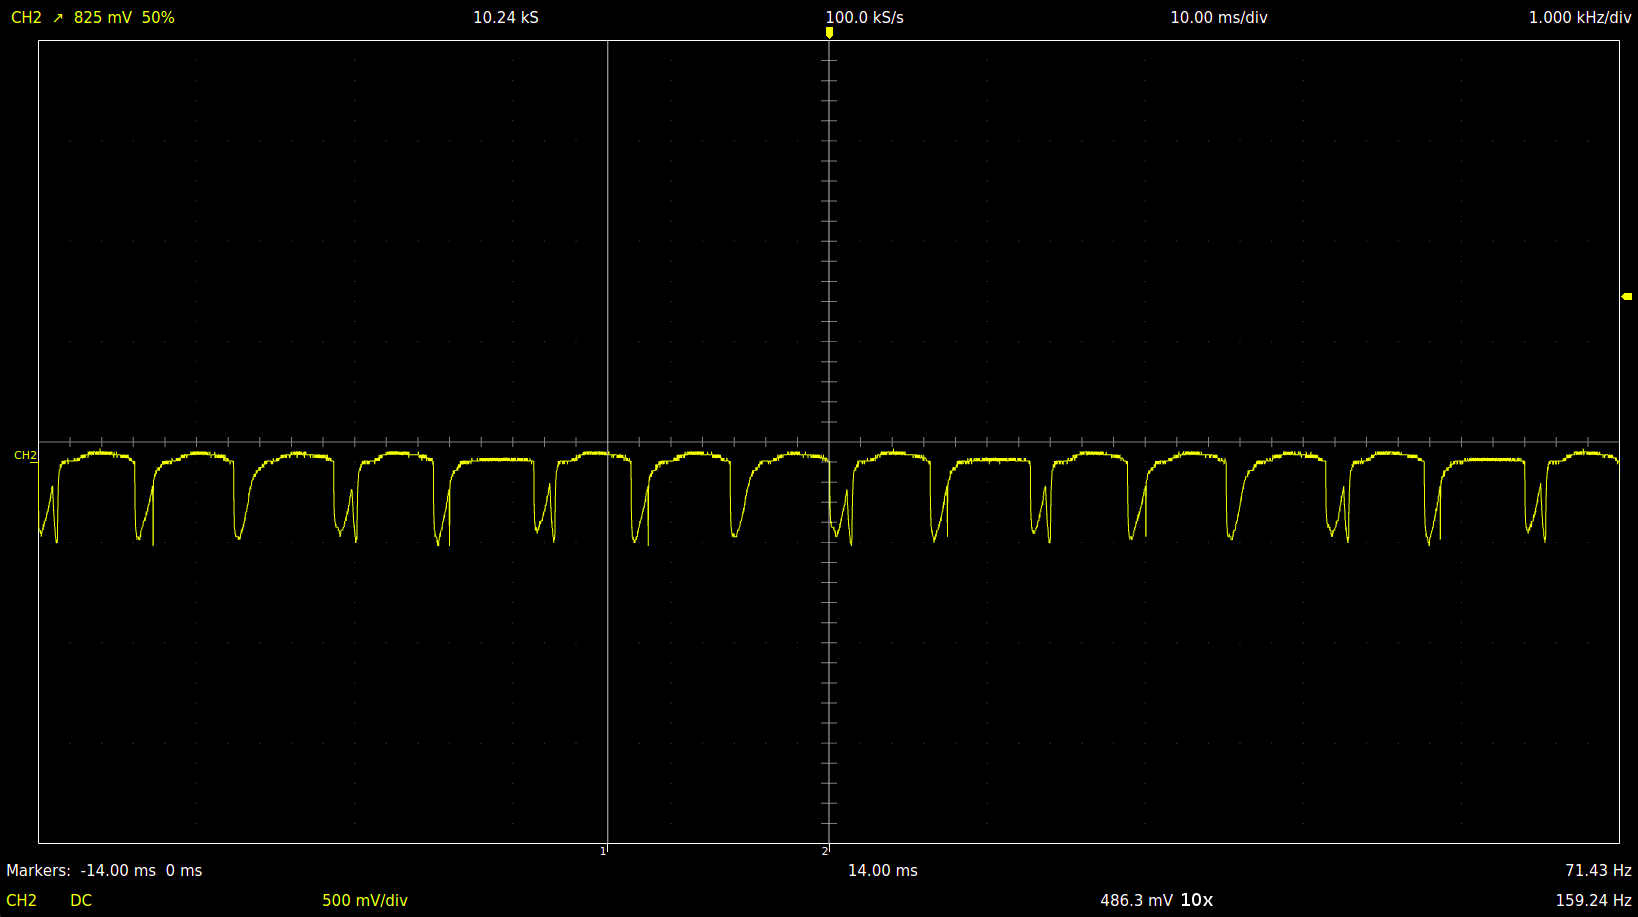 CH2 ↗ 825 mV 50% 10.24 kS 100.0 kS/s 10.00 ms/div 1.000 kHz/div
CH2
1 2
Markers: -14.00 ms 0 ms 14.00 ms 71.43 Hz
CH2 DC 500 mV/div 486.3 mV 10x 159.24 Hz